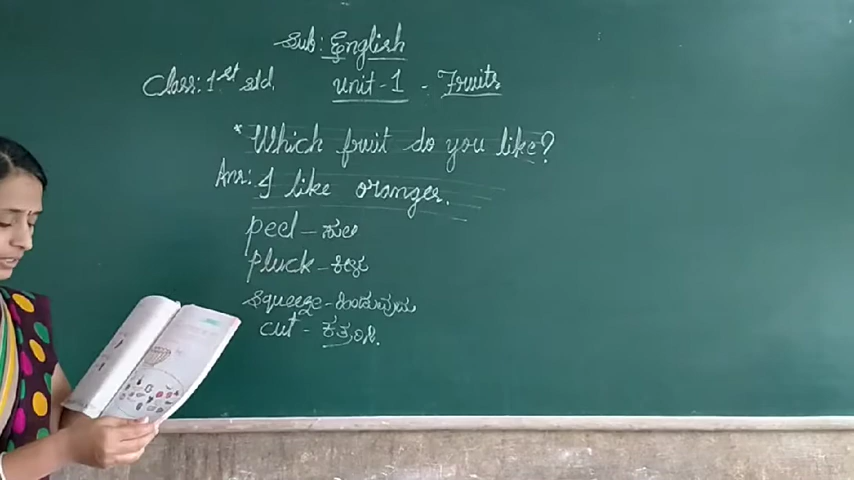 Sub: English
Class: 1st std. unit-1 - Fruits
* Which fruit do you like?
Ans: I like oranger.
peel - ಸುಲಿ
pluck - ಕೀಳು
squeeze - ಹಿಂಡುವುದು
cut - ಕತ್ತರಿಸಿ.